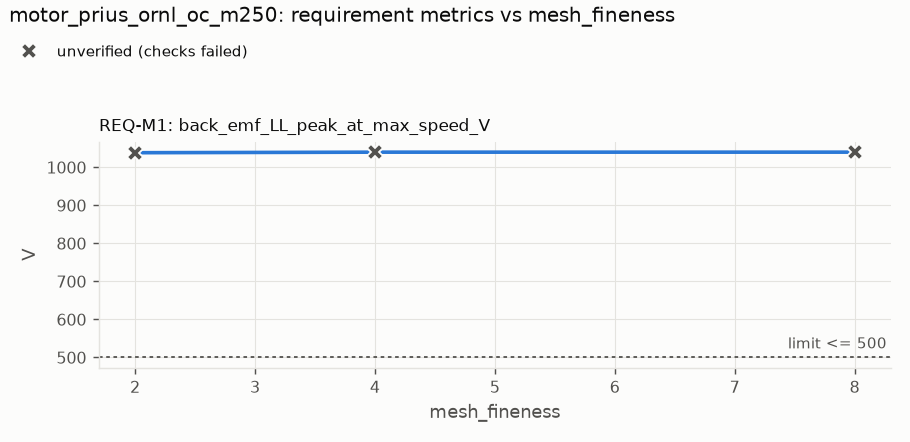 motor_prius_ornl_oc_m250: requirement metrics vs mesh_fineness
unverified (checks failed)
REQ-M1: back_emf_LL_peak_at_max_speed_V
1000
900
800
700
600
500
V
limit <= 500
2 3 4 5 6 7 8
mesh_fineness